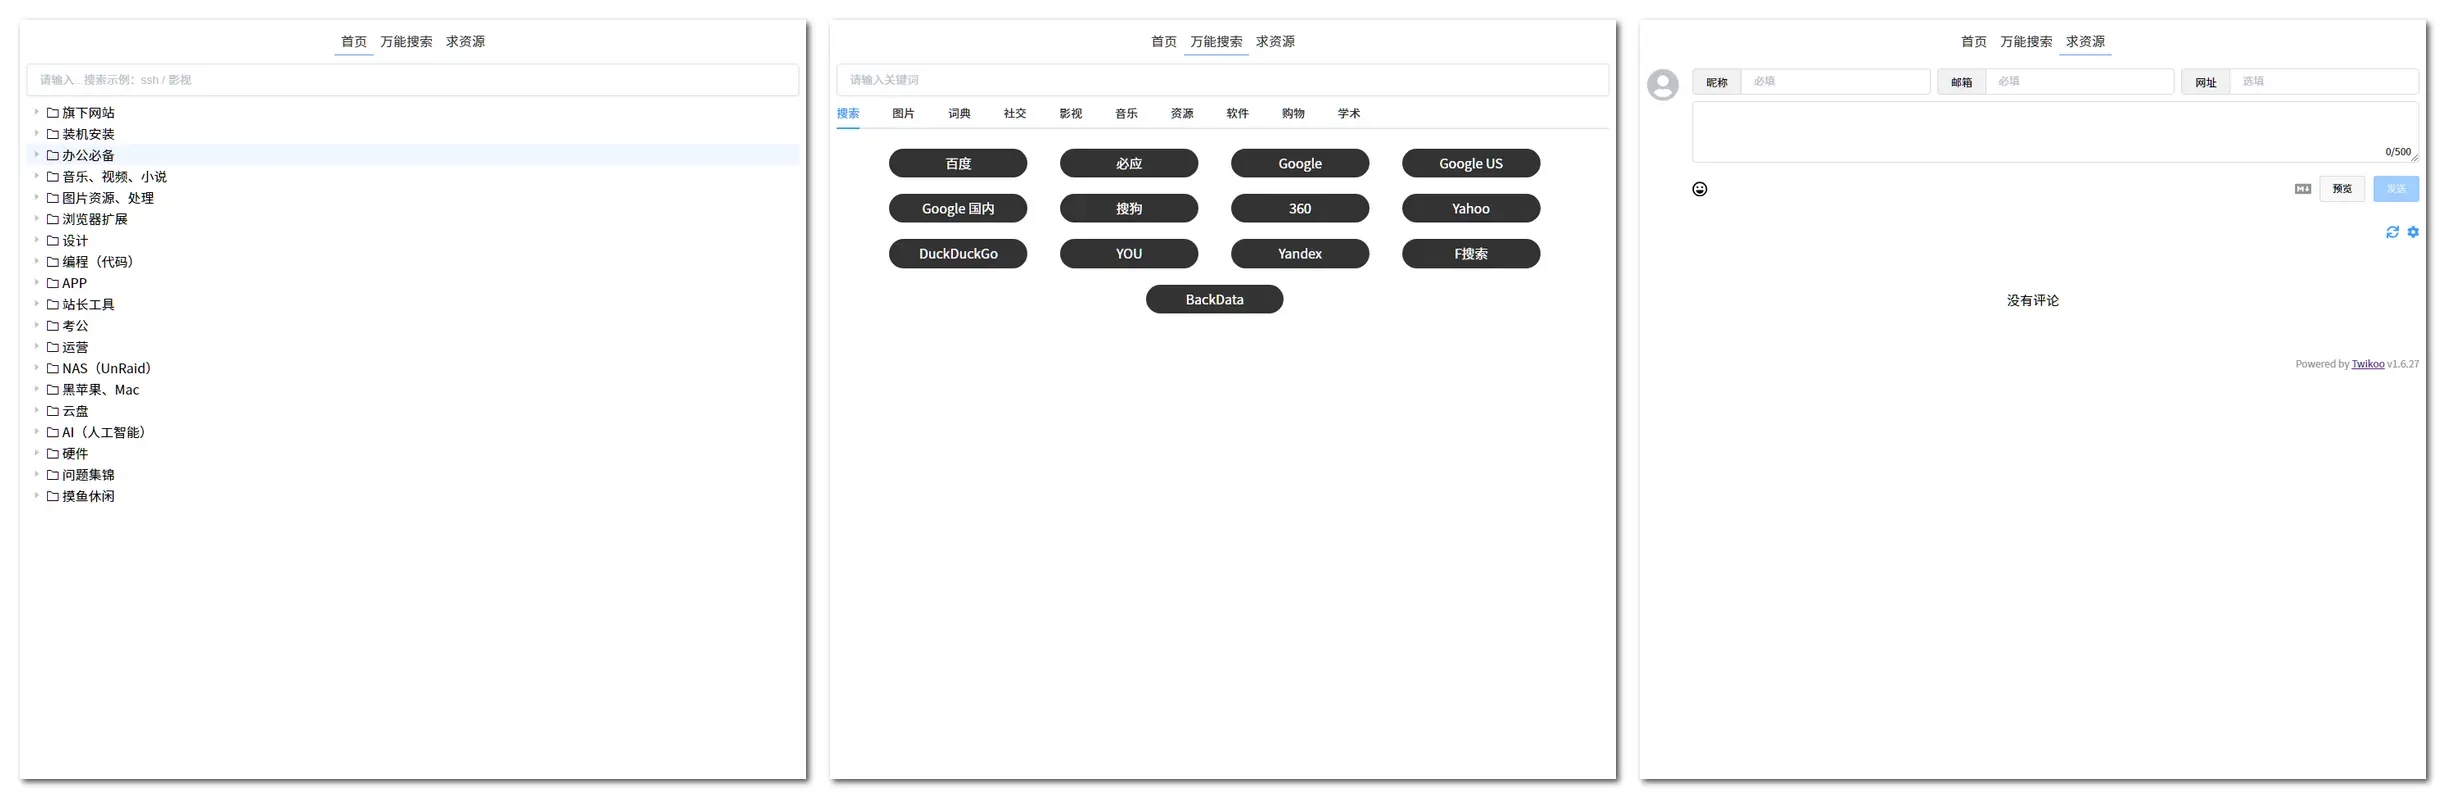 首页 万能搜索 求资源
请输入...搜索示例：ssh / 影视
旗下网站
装机安装
办公必备
音乐、视频、小说
图片资源、处理
浏览器扩展
设计
编程（代码）
APP
站长工具
考公
运营
NAS（UnRaid）
黑苹果、Mac
云盘
AI（人工智能）
硬件
问题集锦
摸鱼休闲
首页 万能搜索 求资源
请输入关键词
搜索 图片 词典 社交 影视 音乐 资源 软件 购物 学术
百度 必应 Google Google US
Google 国内 搜狗 360 Yahoo
DuckDuckGo YOU Yandex F搜索
BackData
首页 万能搜索 求资源
昵称 必填 邮箱 必填 网址 选填
0/500
M 预览 发送
没有评论
Powered by Twikoo v1.6.27